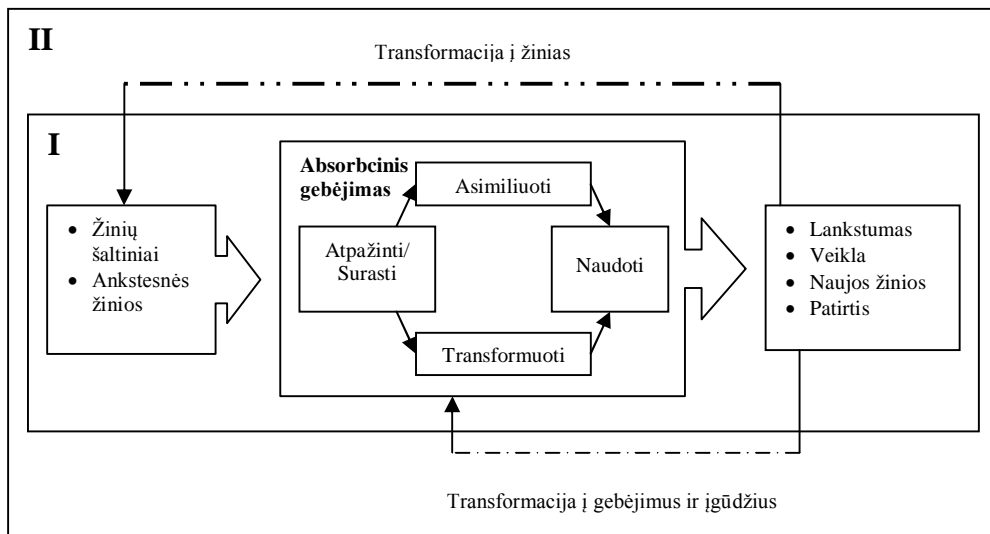 II
Transformacija į žinias
I
Absorbcinis
gebėjimas
Asimiliuoti
Atpažinti/
Surasti
Naudoti
Transformuoti
• Žinių
šaltiniai
• Ankstesnės
žinios
• Lankstumas
• Veikla
• Naujos žinios
• Patirtis
Transformacija į gebėjimus ir įgūdžius